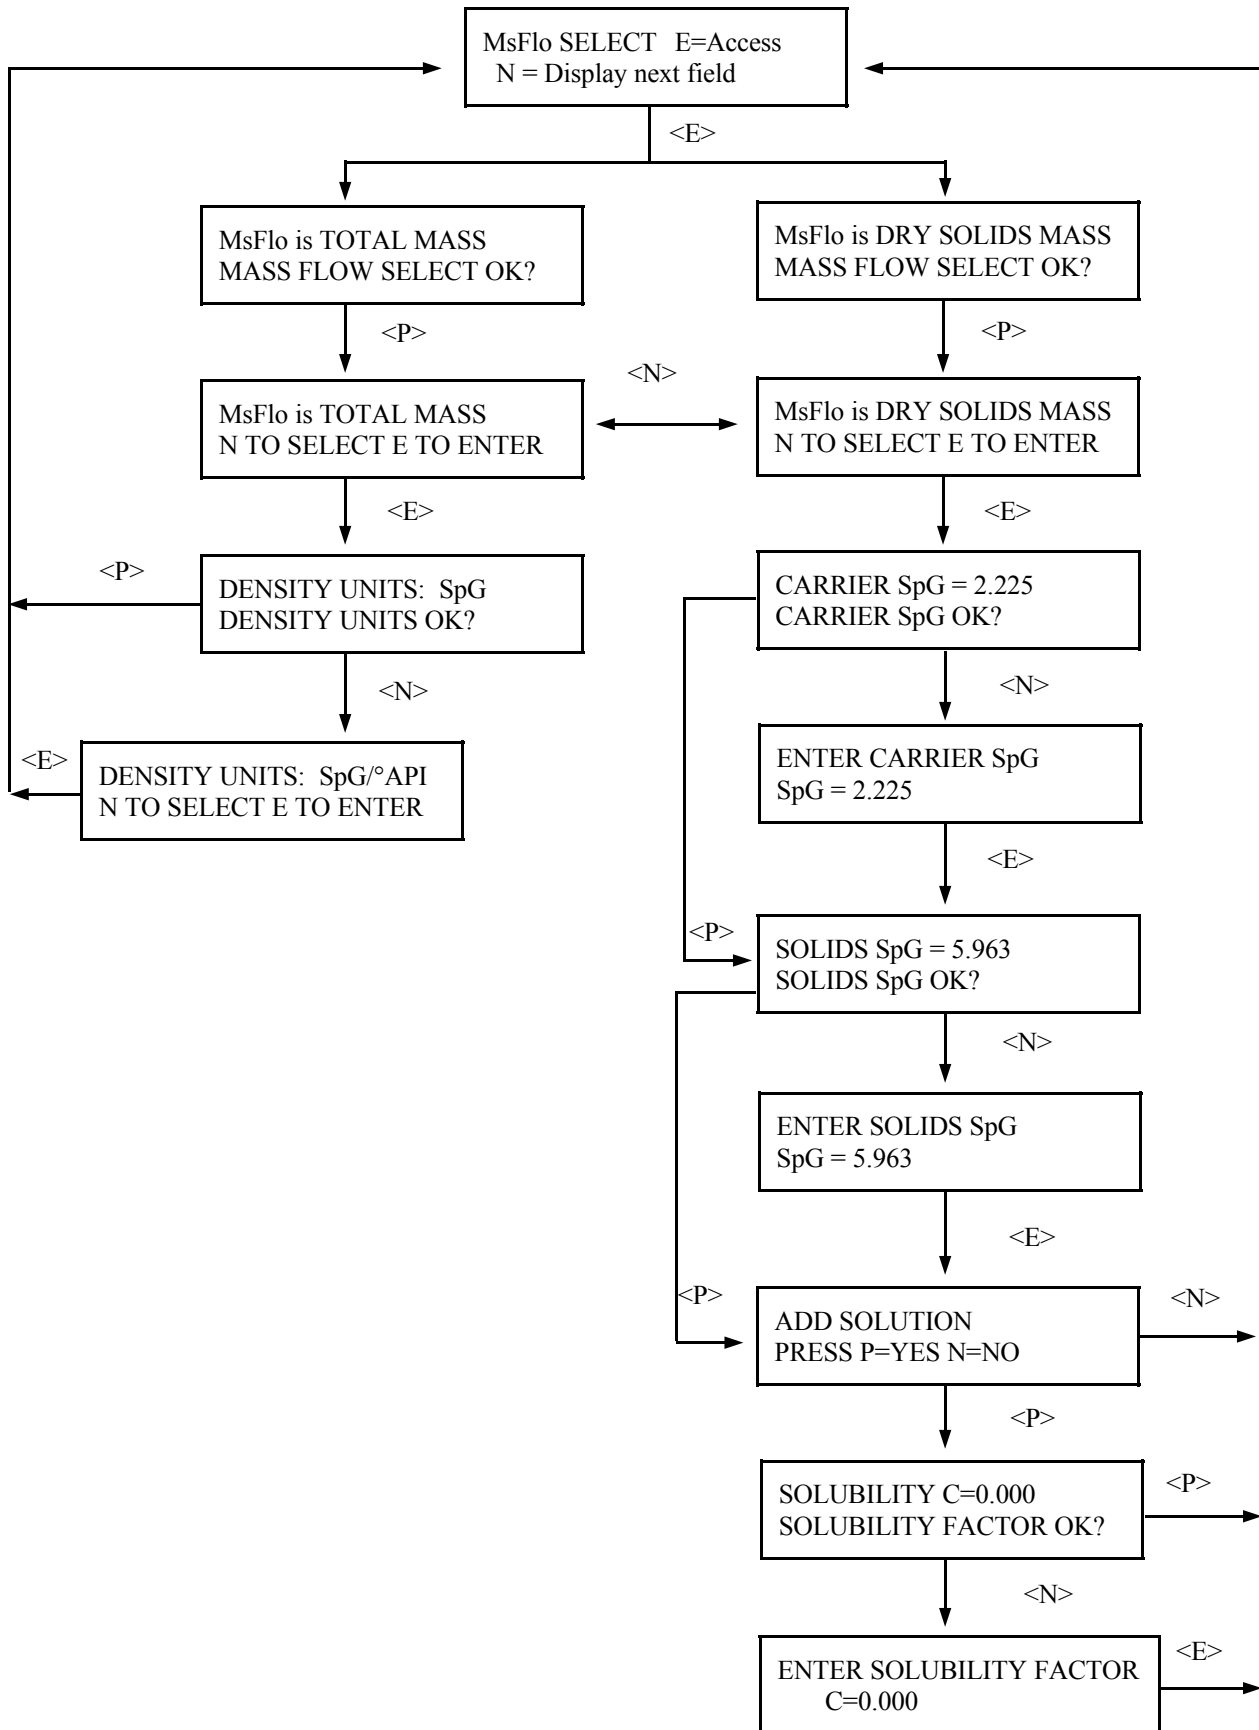 MsFlo SELECT   E=Access
N = Display next field
<E>
MsFlo is TOTAL MASS
MASS FLOW SELECT OK?
MsFlo is DRY SOLIDS MASS
MASS FLOW SELECT OK?
<P>
<P>
<N>
MsFlo is TOTAL MASS
N TO SELECT E TO ENTER
MsFlo is DRY SOLIDS MASS
N TO SELECT E TO ENTER
<E>
<E>
<P>
DENSITY UNITS:  SpG
DENSITY UNITS OK?
CARRIER SpG = 2.225
CARRIER SpG OK?
<N>
<N>
<E>
DENSITY UNITS:  SpG/°API
N TO SELECT E TO ENTER
ENTER CARRIER SpG
SpG = 2.225
<E>
<P>
SOLIDS SpG = 5.963
SOLIDS SpG OK?
<N>
ENTER SOLIDS SpG
SpG = 5.963
<E>
<P>
ADD SOLUTION
PRESS P=YES N=NO
<N>
<P>
SOLUBILITY C=0.000
SOLUBILITY FACTOR OK?
<P>
<N>
ENTER SOLUBILITY FACTOR
C=0.000
<E>